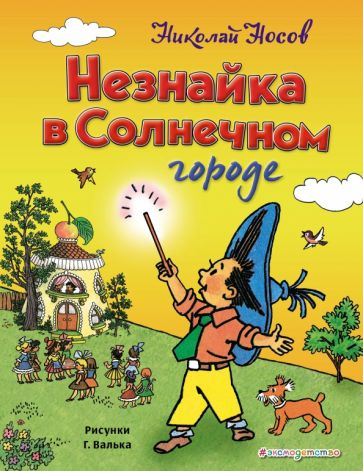 Николай Носов
Незнайка
в Солнечном
городе
Рисунки
Г. Валька
#эксмодетство